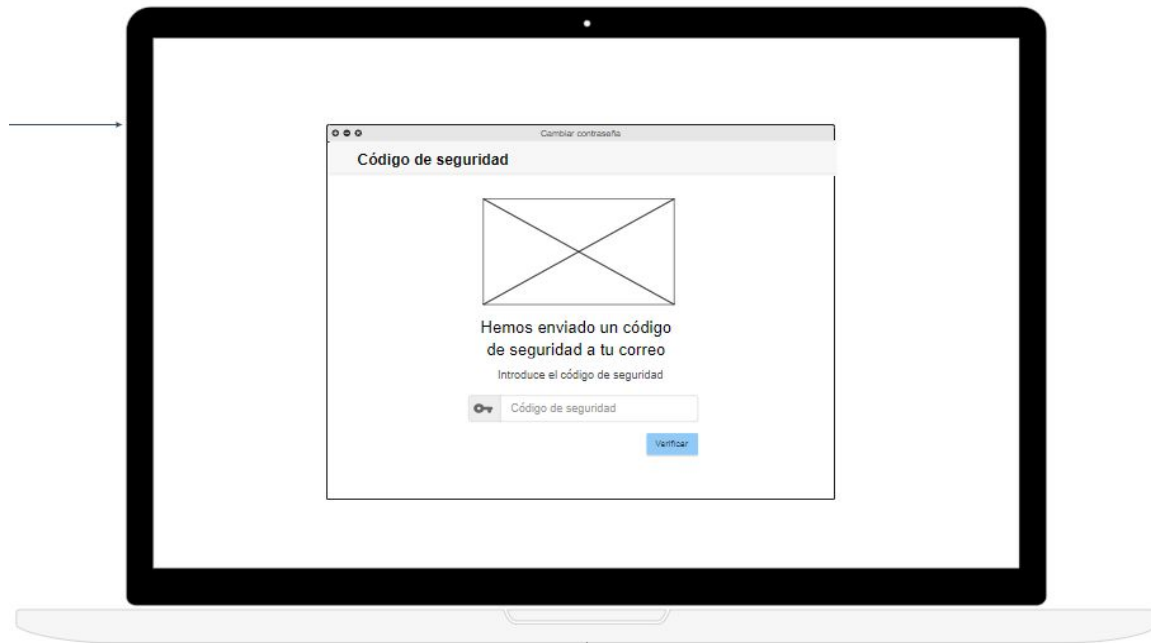 Cambiar contraseña
Código de seguridad
Hemos enviado un código
de seguridad a tu correo
Introduce el código de seguridad
Código de seguridad
Verificar